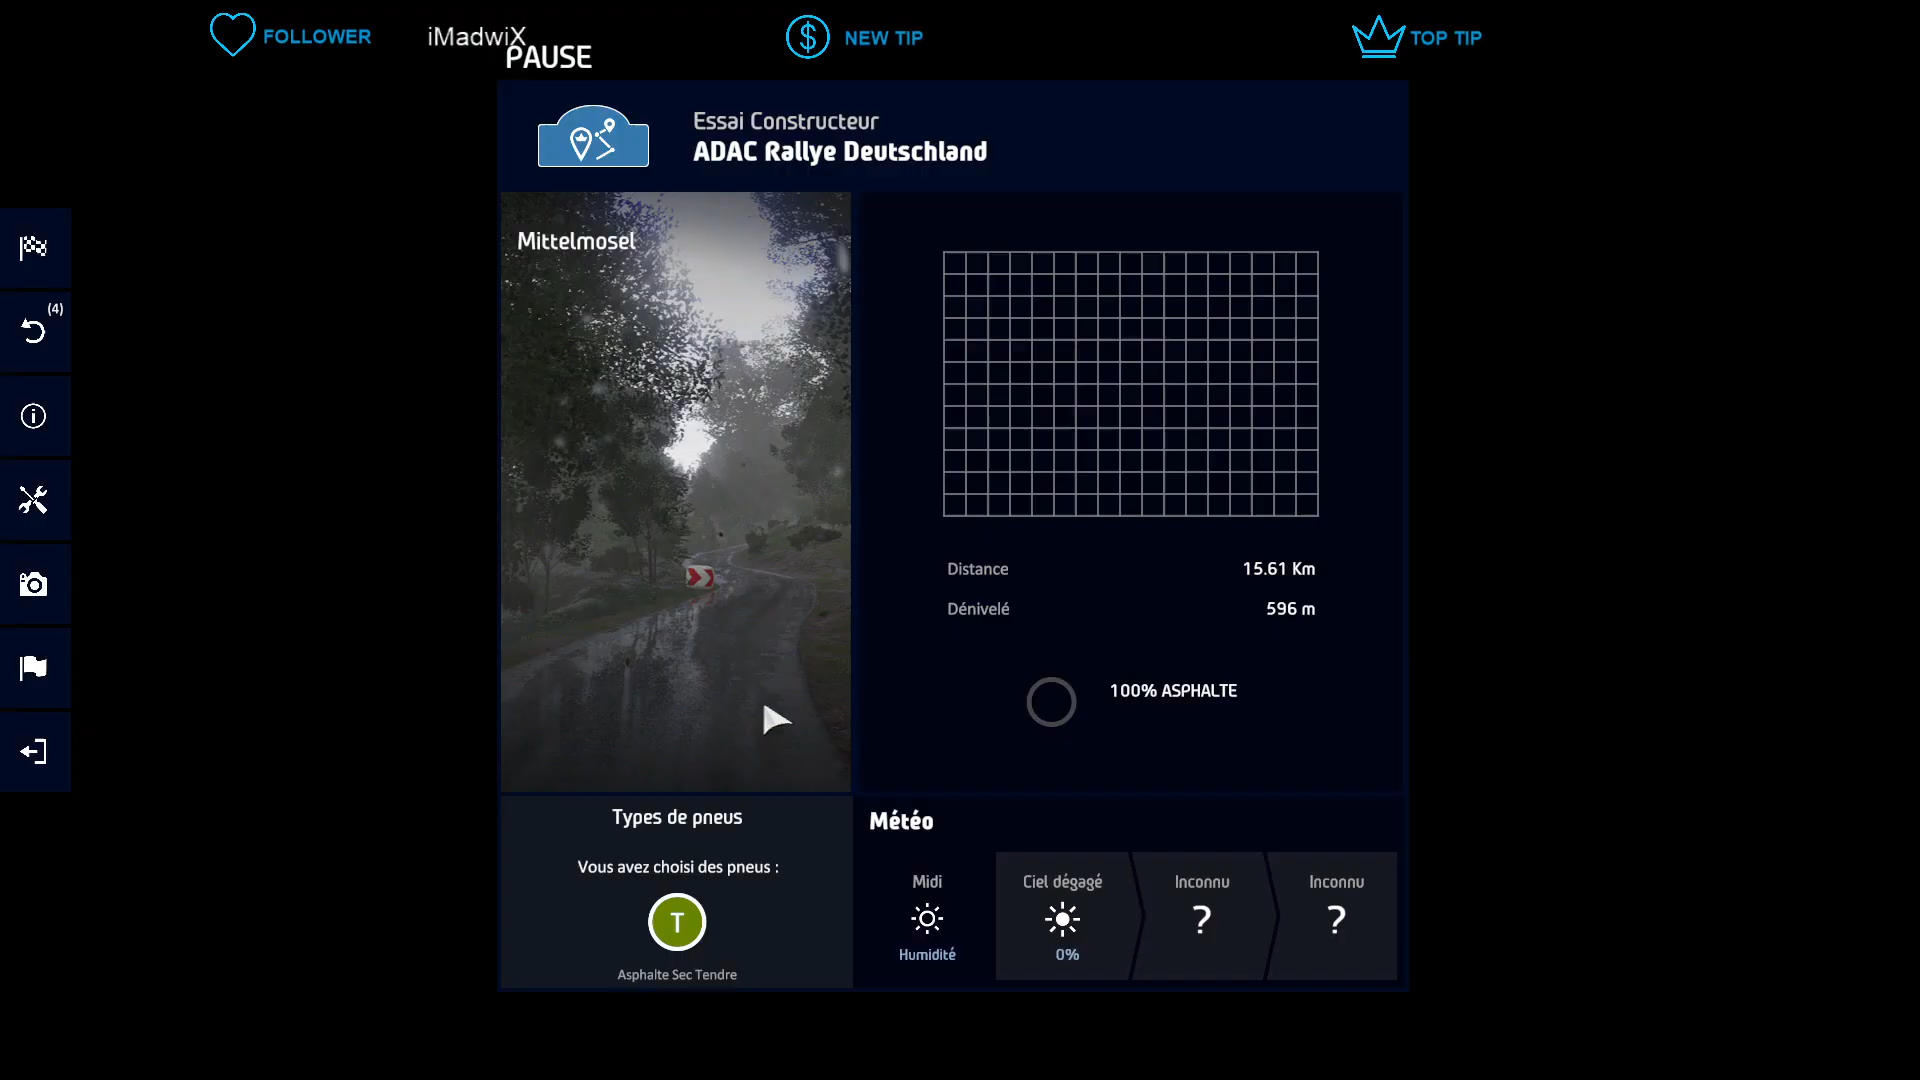 FOLLOWER
iMadwiX
NEW TIP
TOP TIP
PAUSE
Essai Constructeur
ADAC Rallye Deutschland
Mittelmosel
(4)
Distance 15.61 Km
Dénivelé 596 m
100% ASPHALTE
Types de pneus
Vous avez choisi des pneus :
T
Asphalte Sec Tendre
Météo
Midi
Humidité
Ciel dégagé
0%
Inconnu
?
Inconnu
?